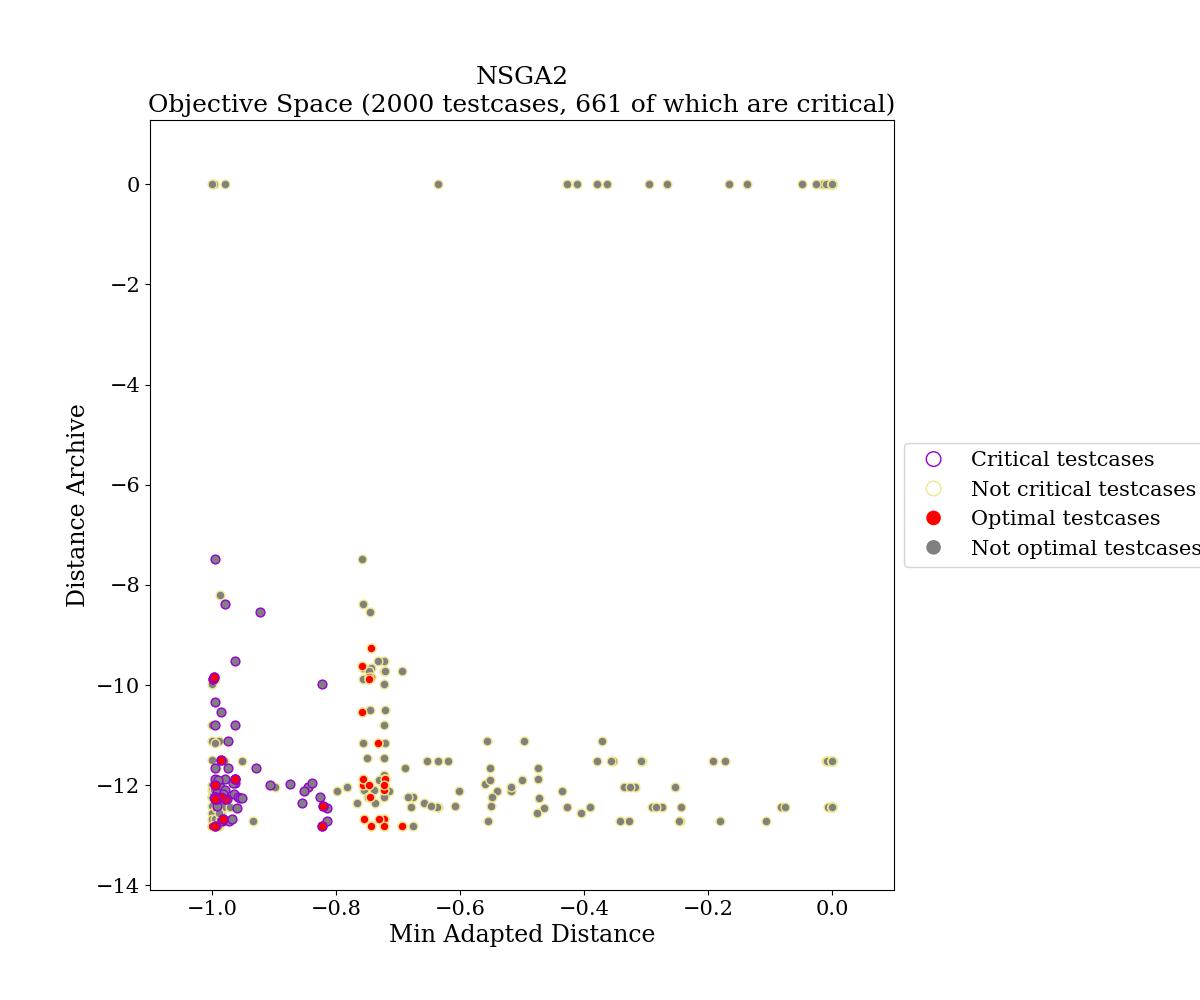 NSGA2
Objective Space (2000 testcases, 661 of which are critical)
0
−2
−4
−6
−8
−10
−12
−14
Distance Archive
−1.0
−0.8
−0.6
−0.4
−0.2
0.0
Min Adapted Distance
Critical testcases
Not critical testcases
Optimal testcases
Not optimal testcases